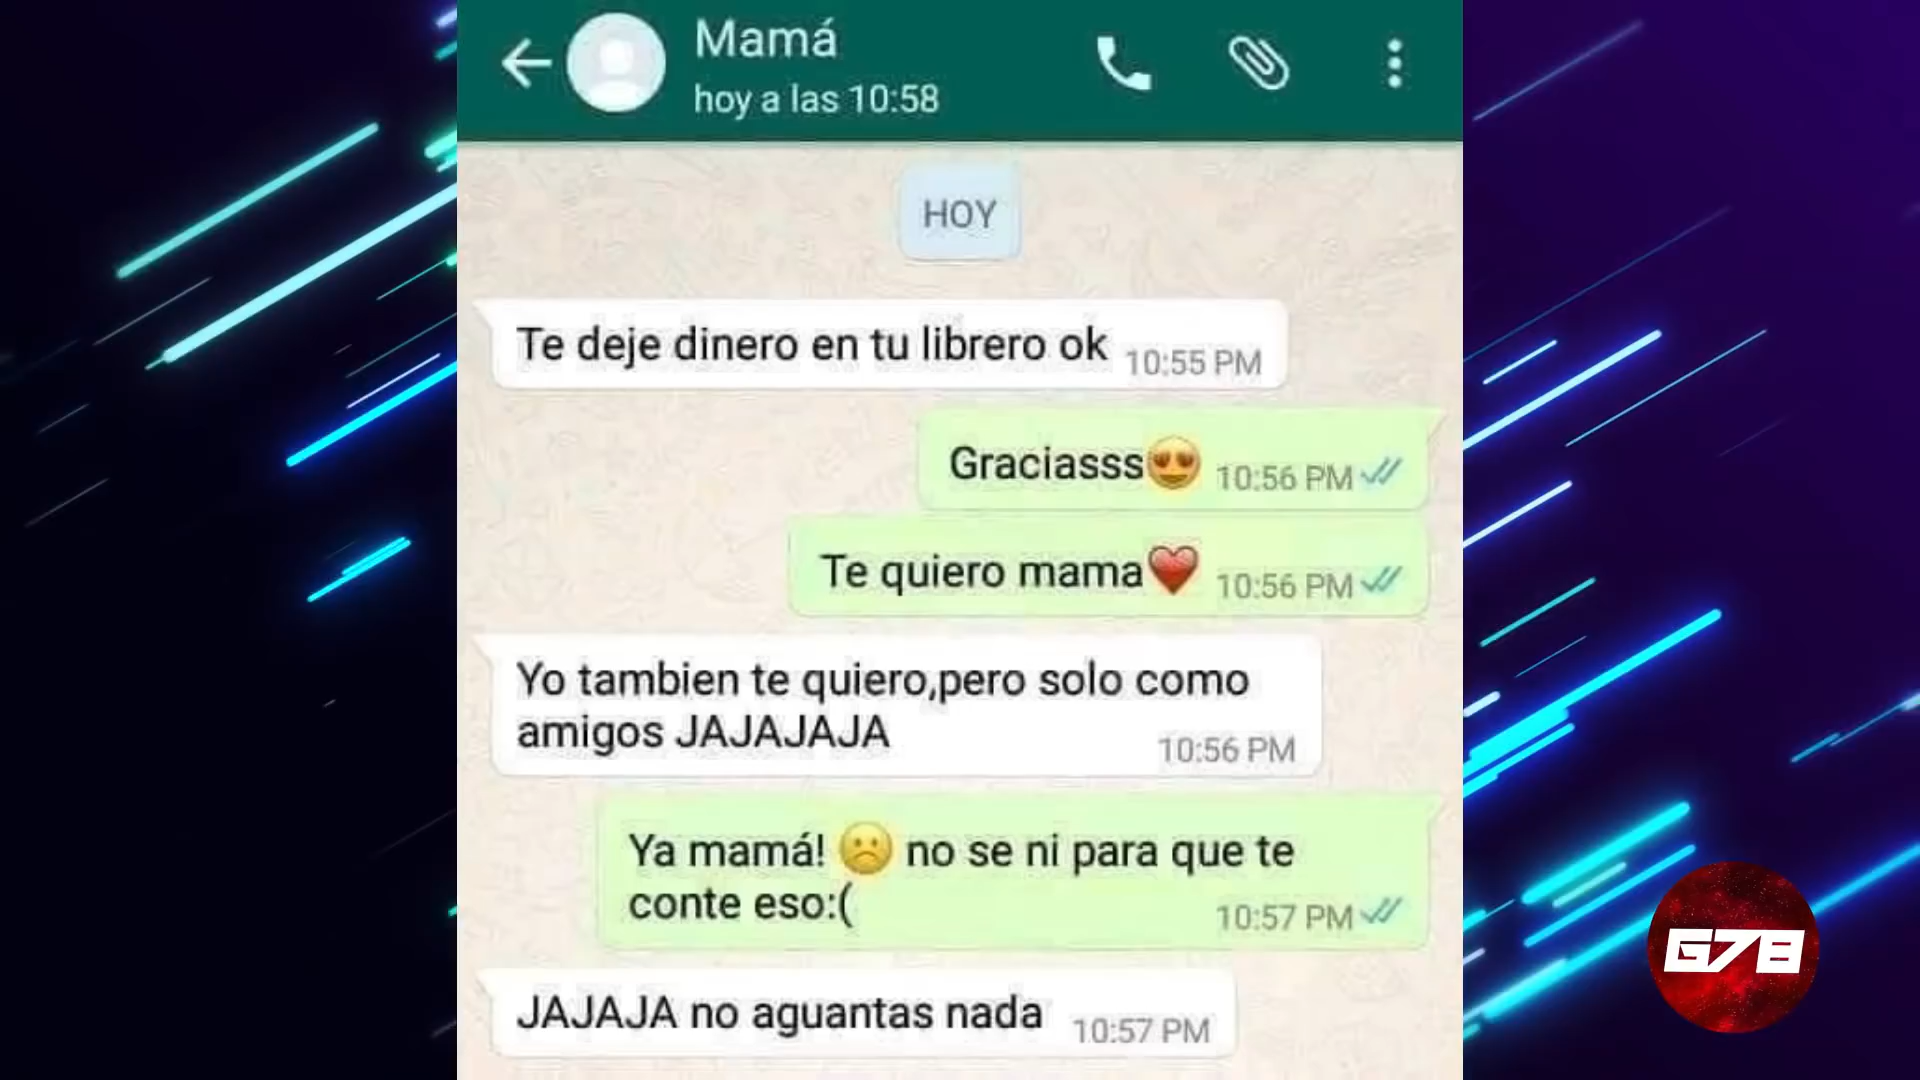 Mamá
hoy a las 10:58
HOY
Te deje dinero en tu librero ok 10:55 PM
Graciasss😍 10:56 PM
Te quiero mama❤️ 10:56 PM
Yo tambien te quiero,pero solo como
amigos JAJAJAJA 10:56 PM
Ya mamá! ☹️ no se ni para que te
conte eso:( 10:57 PM
JAJAJA no aguantas nada 10:57 PM
G78